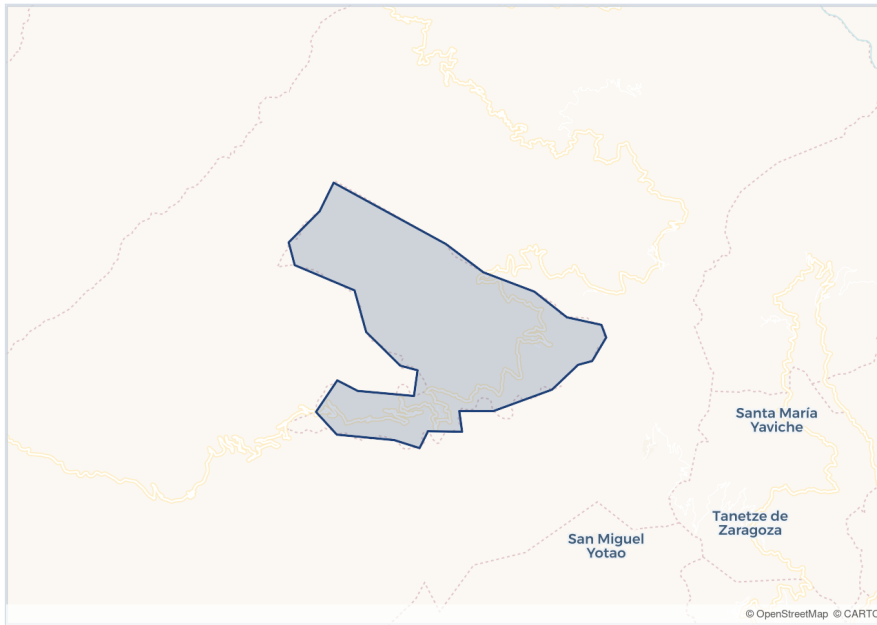 Santa María
Yaviche
Tanetze de
Zaragoza
San Miguel
Yotao
© OpenStreetMap © CARTO